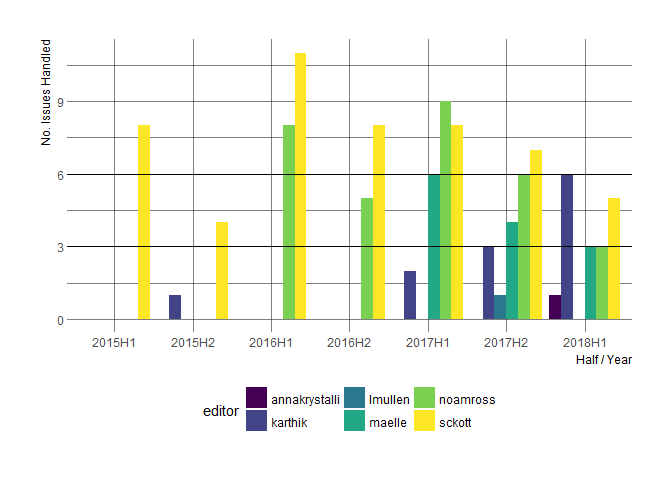 No. Issues Handled
9
6
3
0
2015H1 2015H2 2016H1 2016H2 2017H1 2017H2 2018H1
Half / Year
editor
annakrystalli lmullen noamross
karthik maelle sckott